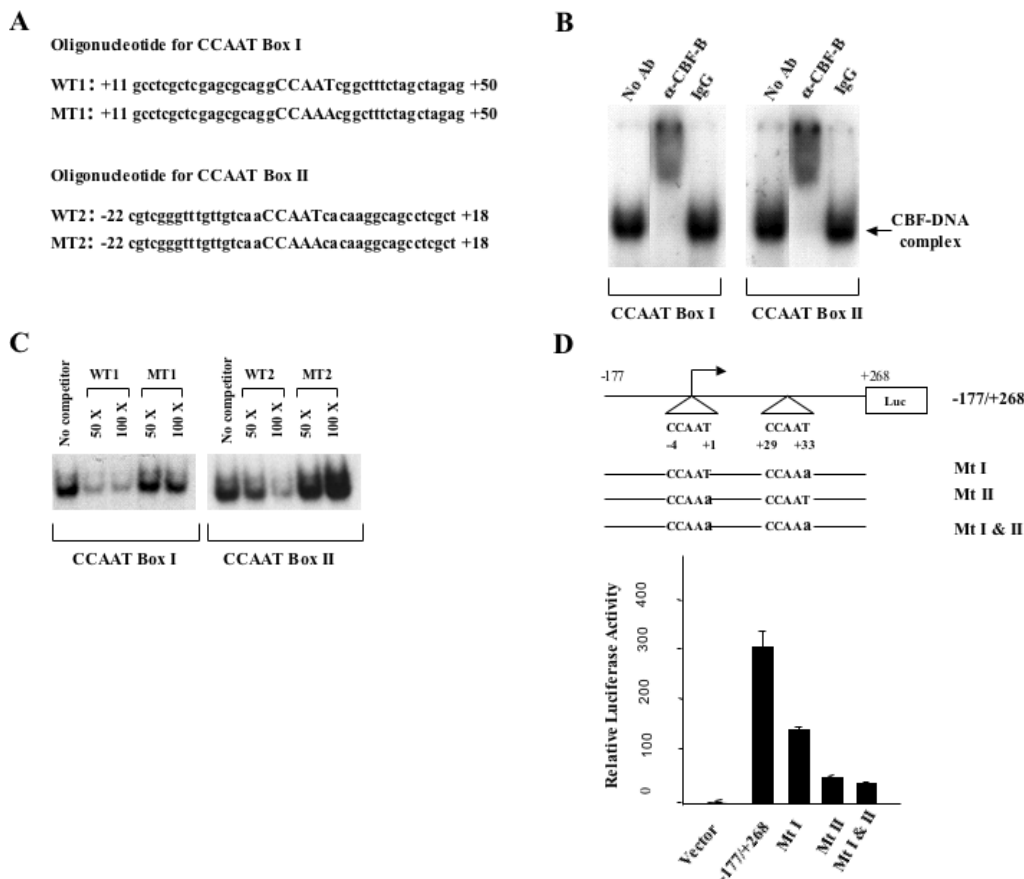 A
Oligonucleotide for CCAAT Box I
WT1: +11 gcctcgctcgagcgcaggCCAATcggctttctagctagag +50
MT1: +11 gcctcgctcgagcgcaggCCAAAcggctttctagctagag +50
Oligonucleotide for CCAAT Box II
WT2: -22 cgtcgggtttgttgtcaaCCAATcacaaggcagcctcgct +18
MT2: -22 cgtcgggtttgttgtcaaCCAAAcacaaggcagcctcgct +18
B
No Ab α-CBF-B IgG No Ab α-CBF-B IgG
CBF-DNA
complex
CCAAT Box I CCAAT Box II
C
No competitor WT1 MT1 No competitor WT2 MT2
50 X 100 X 50 X 100 X 50 X 100 X 50 X 100 X
CCAAT Box I CCAAT Box II
D
-177 +268
Luc -177/+268
CCAAT CCAAT
-4 +1 +29 +33
CCAAT CCAAa Mt I
CCAAa CCAAT Mt II
CCAAa CCAAa Mt I & II
Relative Luciferase Activity
400
300
200
100
0
Vector -177/+268 Mt I Mt II Mt I & II